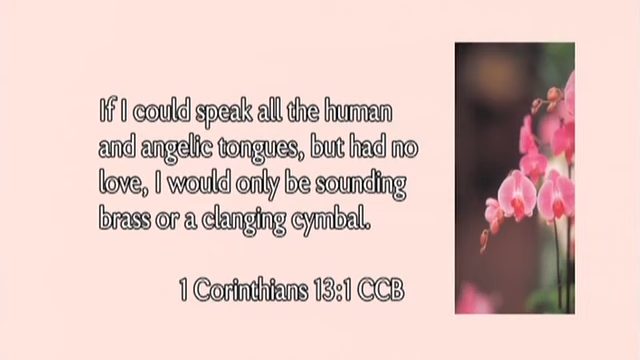 If I could speak all the human
and angelic tongues, but had no
love, I would only be sounding
brass or a clanging cymbal.
1 Corinthians 13:1 CCB